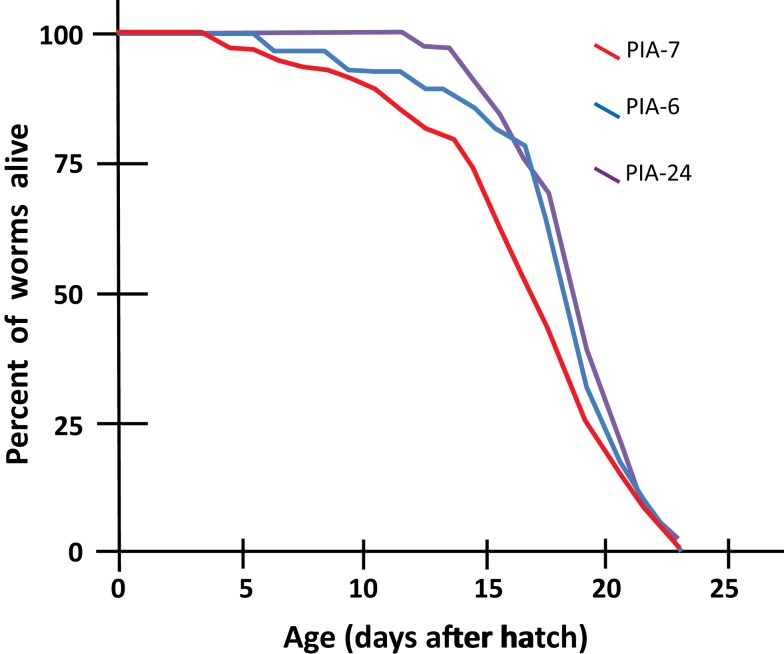 100
75
50
25
0
0 5 10 15 20 25
Percent of worms alive
Age (days after hatch)
PIA-7
PIA-6
PIA-24